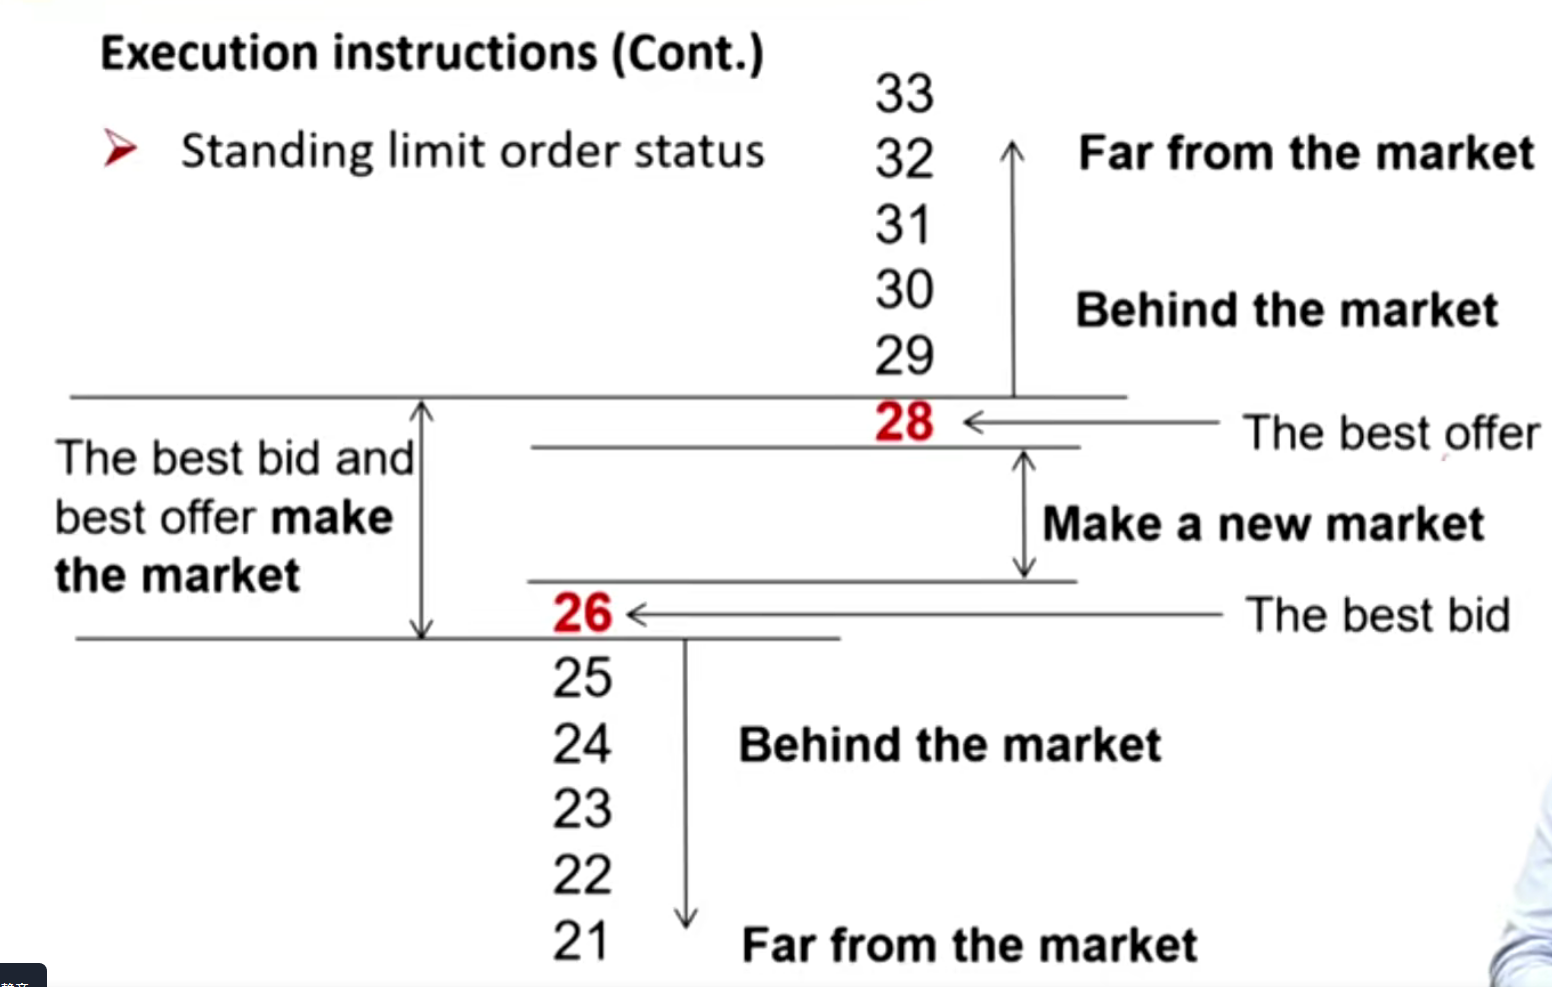 Execution instructions (Cont.)
Standing limit order status
33
32
Far from the market
31
30
Behind the market
29
28
The best offer
The best bid and
best offer make
the market
Make a new market
26
The best bid
25
24
Behind the market
23
22
21
Far from the market